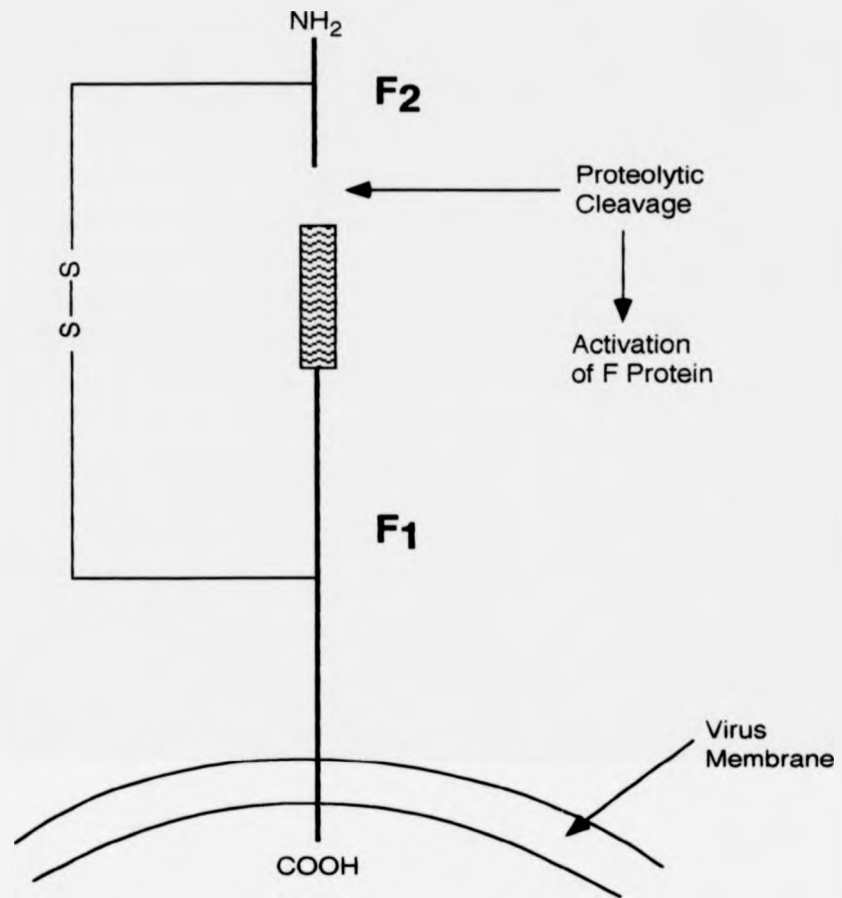 NH2
F2
Proteolytic
Cleavage
S
S
Activation
of F Protein
F1
Virus
Membrane
COOH